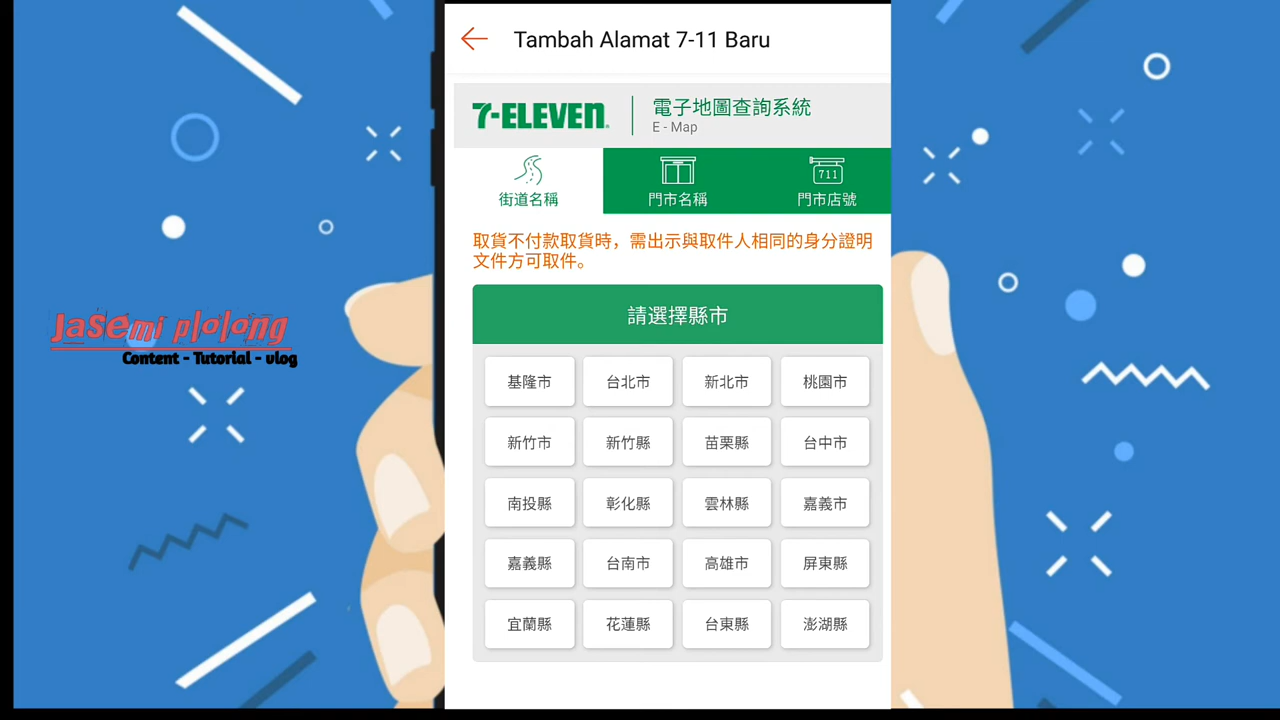 Tambah Alamat 7-11 Baru
7-ELEVEN®
電子地圖查詢系統
E - Map
街道名稱
門市名稱
711
門市店號
取貨不付款取貨時，需出示與取件人相同的身分證明
文件方可取件。
請選擇縣市
基隆市 台北市 新北市 桃園市
新竹市 新竹縣 苗栗縣 台中市
南投縣 彰化縣 雲林縣 嘉義市
嘉義縣 台南市 高雄市 屏東縣
宜蘭縣 花蓮縣 台東縣 澎湖縣
Jasemi plolong
Content - Tutorial - vlog